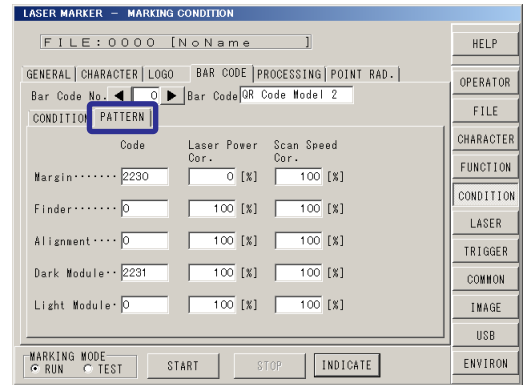 LASER MARKER − MARKING CONDITION
FILE:0000 [NoName ]
HELP
GENERAL CHARACTER LOGO BAR CODE PROCESSING POINT RAD.
OPERATOR
Bar Code No. ◀ 0 ▶ Bar Code QR Code Model 2
FILE
CONDITION PATTERN
CHARACTER
Code Laser Power Cor. Scan Speed Cor.
FUNCTION
Margin······· 2230 0 [%] 100 [%]
CONDITION
Finder······· 0 100 [%] 100 [%]
LASER
Alignment···· 0 100 [%] 100 [%]
TRIGGER
Dark Module·· 2231 100 [%] 100 [%]
COMMON
Light Module· 0 100 [%] 100 [%]
IMAGE
USB
MARKING MODE
RUN TEST START STOP INDICATE
ENVIRON